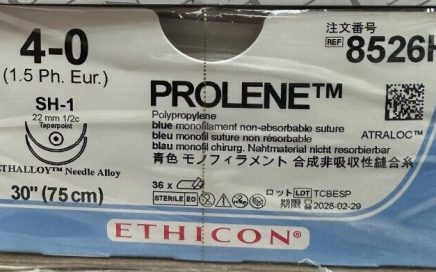 4-0
(1.5 Ph. Eur.)
SH-1
22 mm 1/2c
Taperpoint
ETHALLOY™ Needle Alloy
30" (75 cm)
PROLENE™
Polypropylene
blue monofilament non-absorbable suture
bleu monofil suture non résorbable
blau monofil chirurg. Nahtmaterial nicht resorbierbar
青色 モノフィラメント 合成非吸収性縫合糸
36 x
STERILE EO
ロット LOT TCBESP
期限 2028-02-29
注文番号
REF 8526H
ATRALOC™
ETHICON®